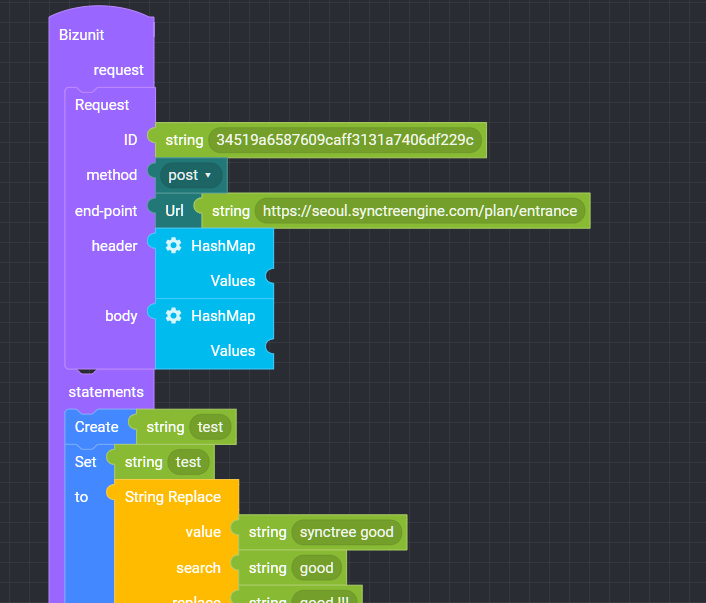 Bizunit
request
Request
ID string 34519a6587609caff3131a7406df229c
method post
end-point Url string https://seoul.synctreengine.com/plan/entrance
header HashMap
Values
body HashMap
Values
statements
Create string test
Set string test
to String Replace
value string synctree good
search string good
replace string good !!!